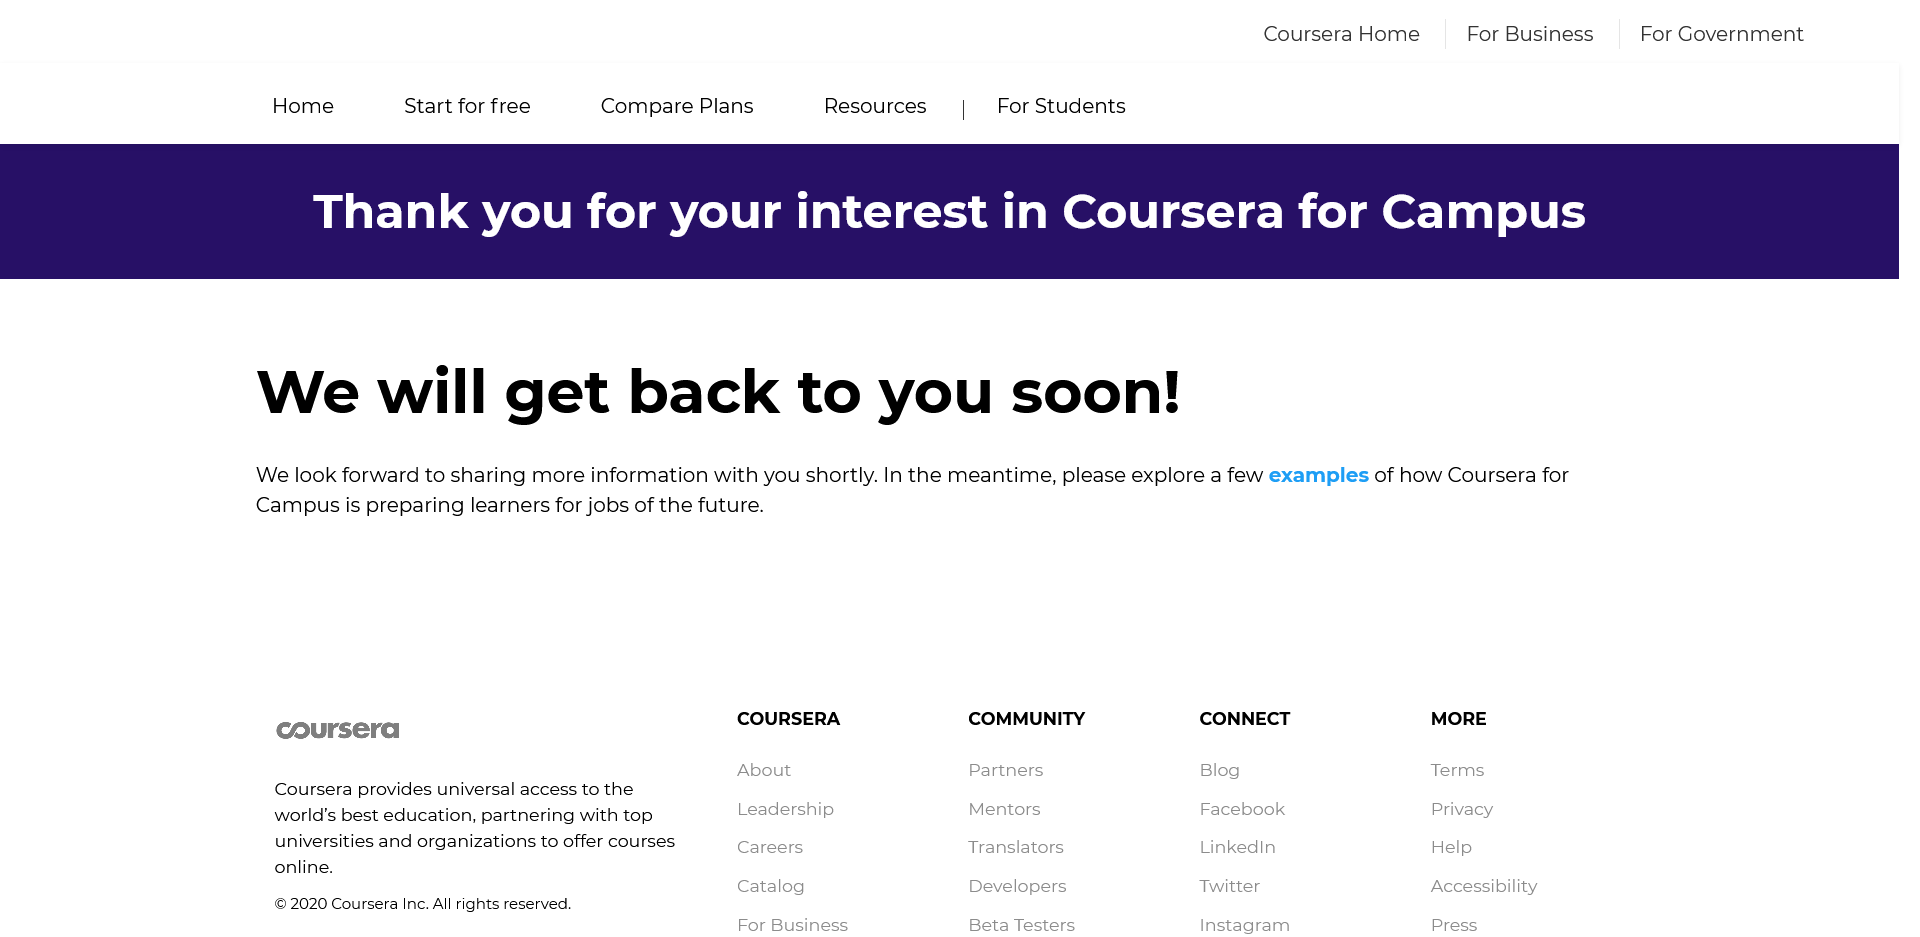 Coursera Home For Business For Government
Home Start for free Compare Plans Resources For Students
Thank you for your interest in Coursera for Campus
We will get back to you soon!
We look forward to sharing more information with you shortly. In the meantime, please explore a few examples of how Coursera for
Campus is preparing learners for jobs of the future.
coursera
Coursera provides universal access to the
world’s best education, partnering with top
universities and organizations to offer courses
online.
© 2020 Coursera Inc. All rights reserved.
COURSERA
About
Leadership
Careers
Catalog
For Business
COMMUNITY
Partners
Mentors
Translators
Developers
Beta Testers
CONNECT
Blog
Facebook
LinkedIn
Twitter
Instagram
MORE
Terms
Privacy
Help
Accessibility
Press